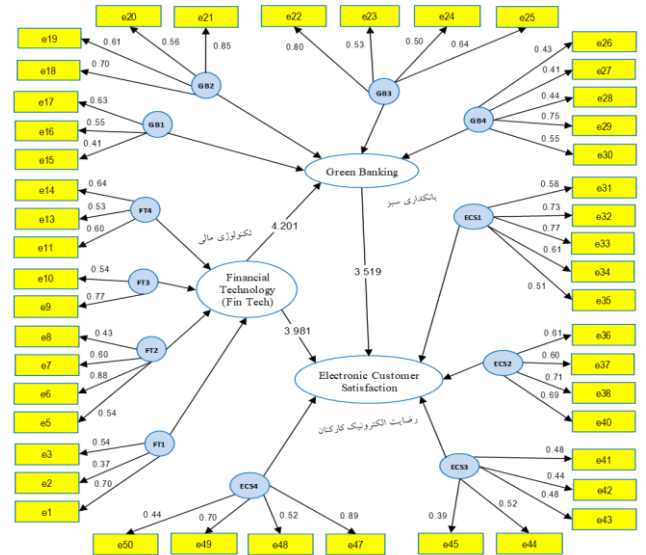 e20
e21
e22
e23
e24
e25
e19
0.61
0.56
0.85
0.80
0.53
0.50
0.64
e18
0.70
GB2
GB3
e26
0.43
e27
0.41
e28
0.44
e29
0.75
e30
0.55
GB4
e17
0.63
e16
0.55
e15
0.41
GB1
Green Banking
بانکداری سبز
e14
0.64
e13
0.53
e11
0.60
FT4
تکنولوژی مالی
4.201
e31
0.58
e32
0.73
e33
0.77
e34
0.61
e35
0.51
ECS1
e10
0.54
e9
0.77
FT3
Financial
Technology
(Fin Tech)
3.519
3.981
e8
0.43
e7
0.60
e6
0.88
e5
0.54
FT2
e36
0.61
e37
0.60
e38
0.71
e40
0.69
ECS2
Electronic Customer
Satisfaction
رضایت الکترونیک کارکنان
e3
0.54
e2
0.37
e1
0.70
FT1
e41
0.48
e42
0.44
e43
0.48
ECS3
0.39
0.52
e45
e44
ECS4
0.44
0.70
0.52
0.89
e50
e49
e48
e47